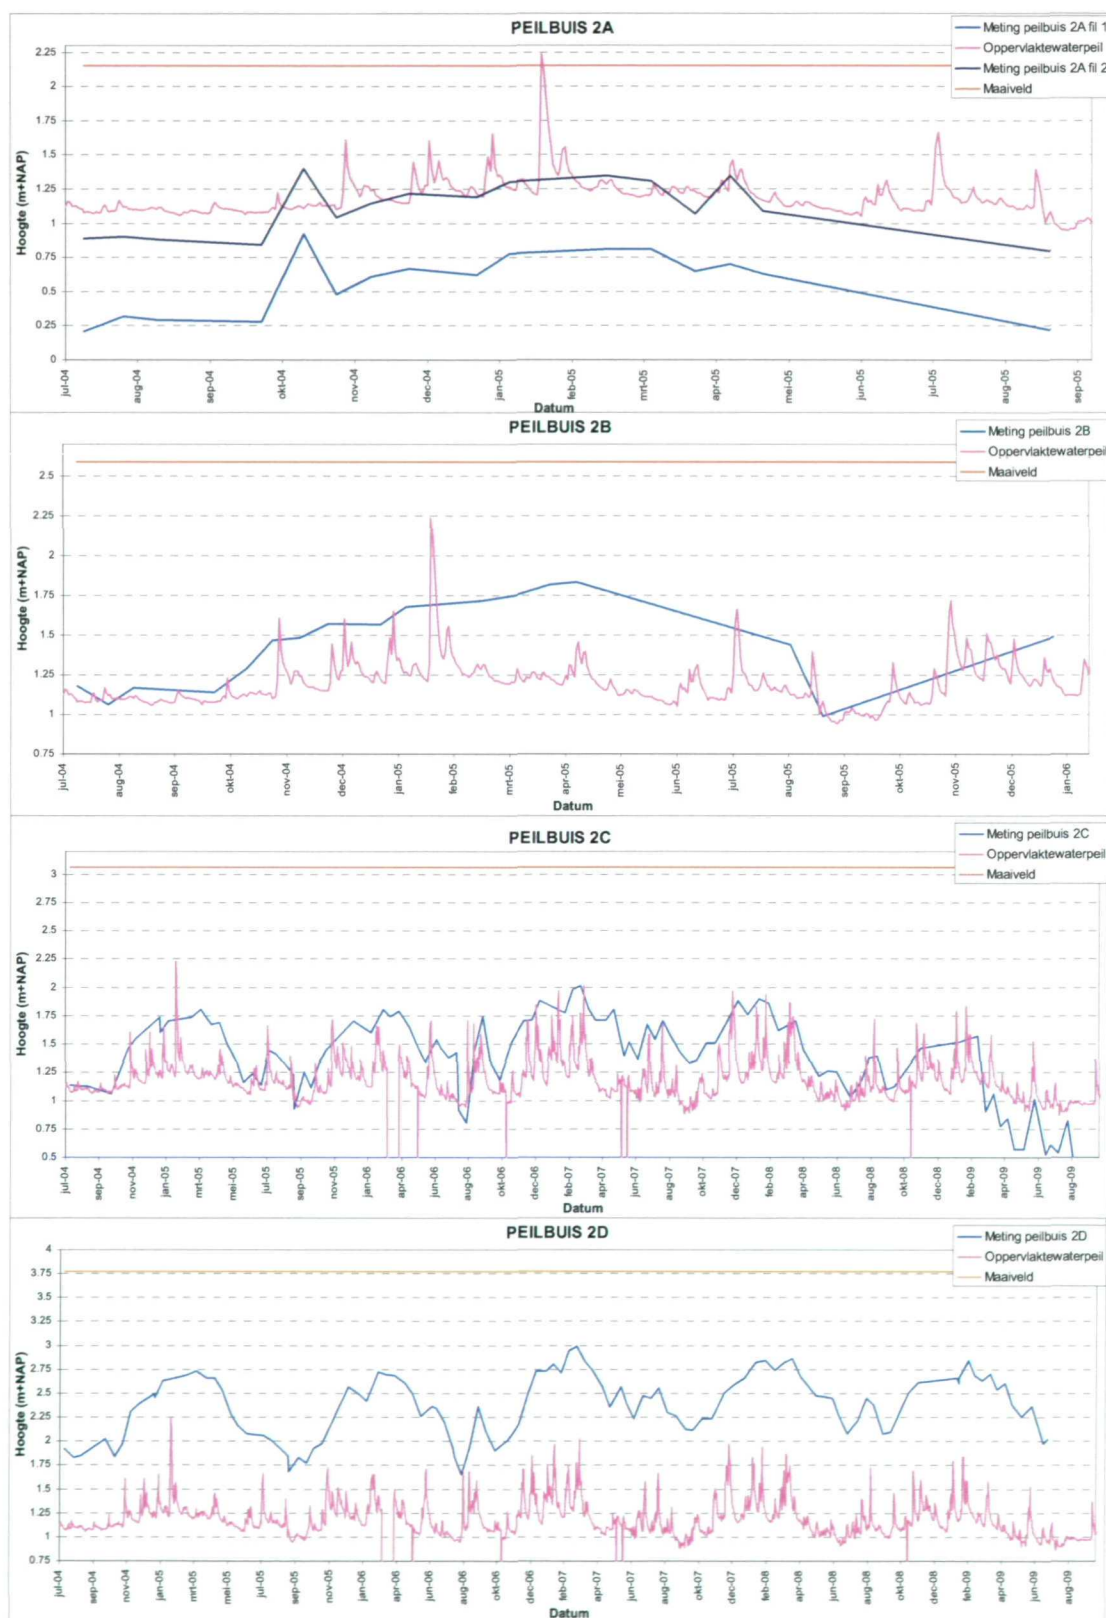 PEILBUIS 2A
Meting peilbuis 2A fil 1
Oppervlaktewaterpeil
Meting peilbuis 2A fil 2
Maaiveld
Hoogte (m+NAP)
2.25
2
1.75
1.5
1.25
1
0.75
0.5
0.25
0
jul-04
aug-04
sep-04
okt-04
nov-04
dec-04
jan-05
feb-05
mrt-05
apr-05
mei-05
jun-05
jul-05
aug-05
sep-05
Datum
PEILBUIS 2B
Meting peilbuis 2B
Oppervlaktewaterpeil
Maaiveld
Hoogte (m+NAP)
2.5
2.25
2
1.75
1.5
1.25
1
0.75
jul-04
aug-04
sep-04
okt-04
nov-04
dec-04
jan-05
feb-05
mrt-05
apr-05
mei-05
jun-05
jul-05
aug-05
sep-05
okt-05
nov-05
dec-05
jan-06
Datum
PEILBUIS 2C
Meting peilbuis 2C
Oppervlaktewaterpeil
Maaiveld
Hoogte (m+NAP)
3
2.75
2.5
2.25
2
1.75
1.5
1.25
1
0.75
0.5
jul-04
sep-04
nov-04
jan-05
mrt-05
mei-05
jul-05
sep-05
nov-05
jan-06
apr-06
jun-06
aug-06
okt-06
dec-06
feb-07
apr-07
jun-07
aug-07
okt-07
dec-07
feb-08
apr-08
jun-08
aug-08
okt-08
dec-08
feb-09
apr-09
jun-09
aug-09
Datum
PEILBUIS 2D
Meting peilbuis 2D
Oppervlaktewaterpeil
Maaiveld
Hoogte (m+NAP)
4
3.75
3.5
3.25
3
2.75
2.5
2.25
2
1.75
1.5
1.25
1
0.75
jul-04
sep-04
nov-04
jan-05
mrt-05
mei-05
jul-05
sep-05
nov-05
jan-06
apr-06
jun-06
aug-06
okt-06
dec-06
feb-07
apr-07
jun-07
aug-07
okt-07
dec-07
feb-08
apr-08
jun-08
aug-08
okt-08
dec-08
feb-09
apr-09
jun-09
aug-09
Datum